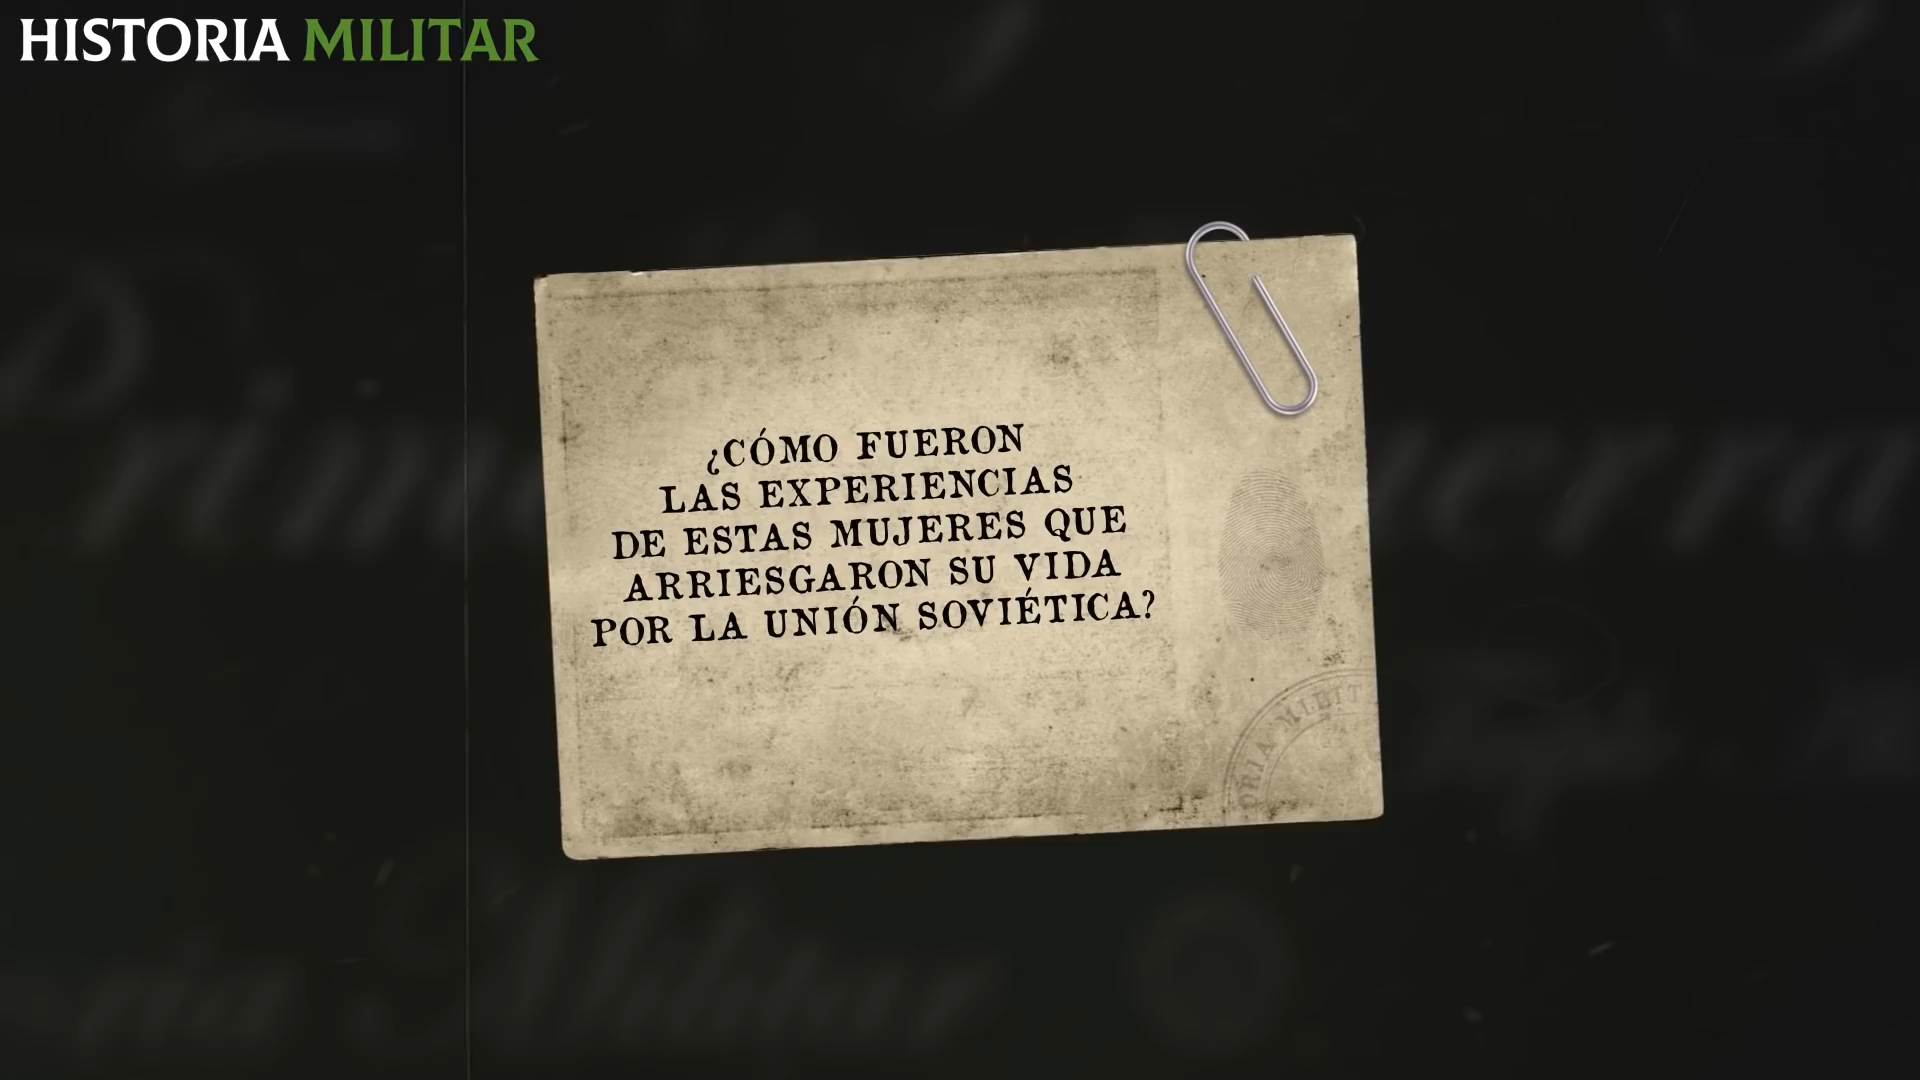 HISTORIA MILITAR
¿CÓMO FUERON
LAS EXPERIENCIAS
DE ESTAS MUJERES QUE
ARRIESGARON SU VIDA
POR LA UNIÓN SOVIÉTICA?